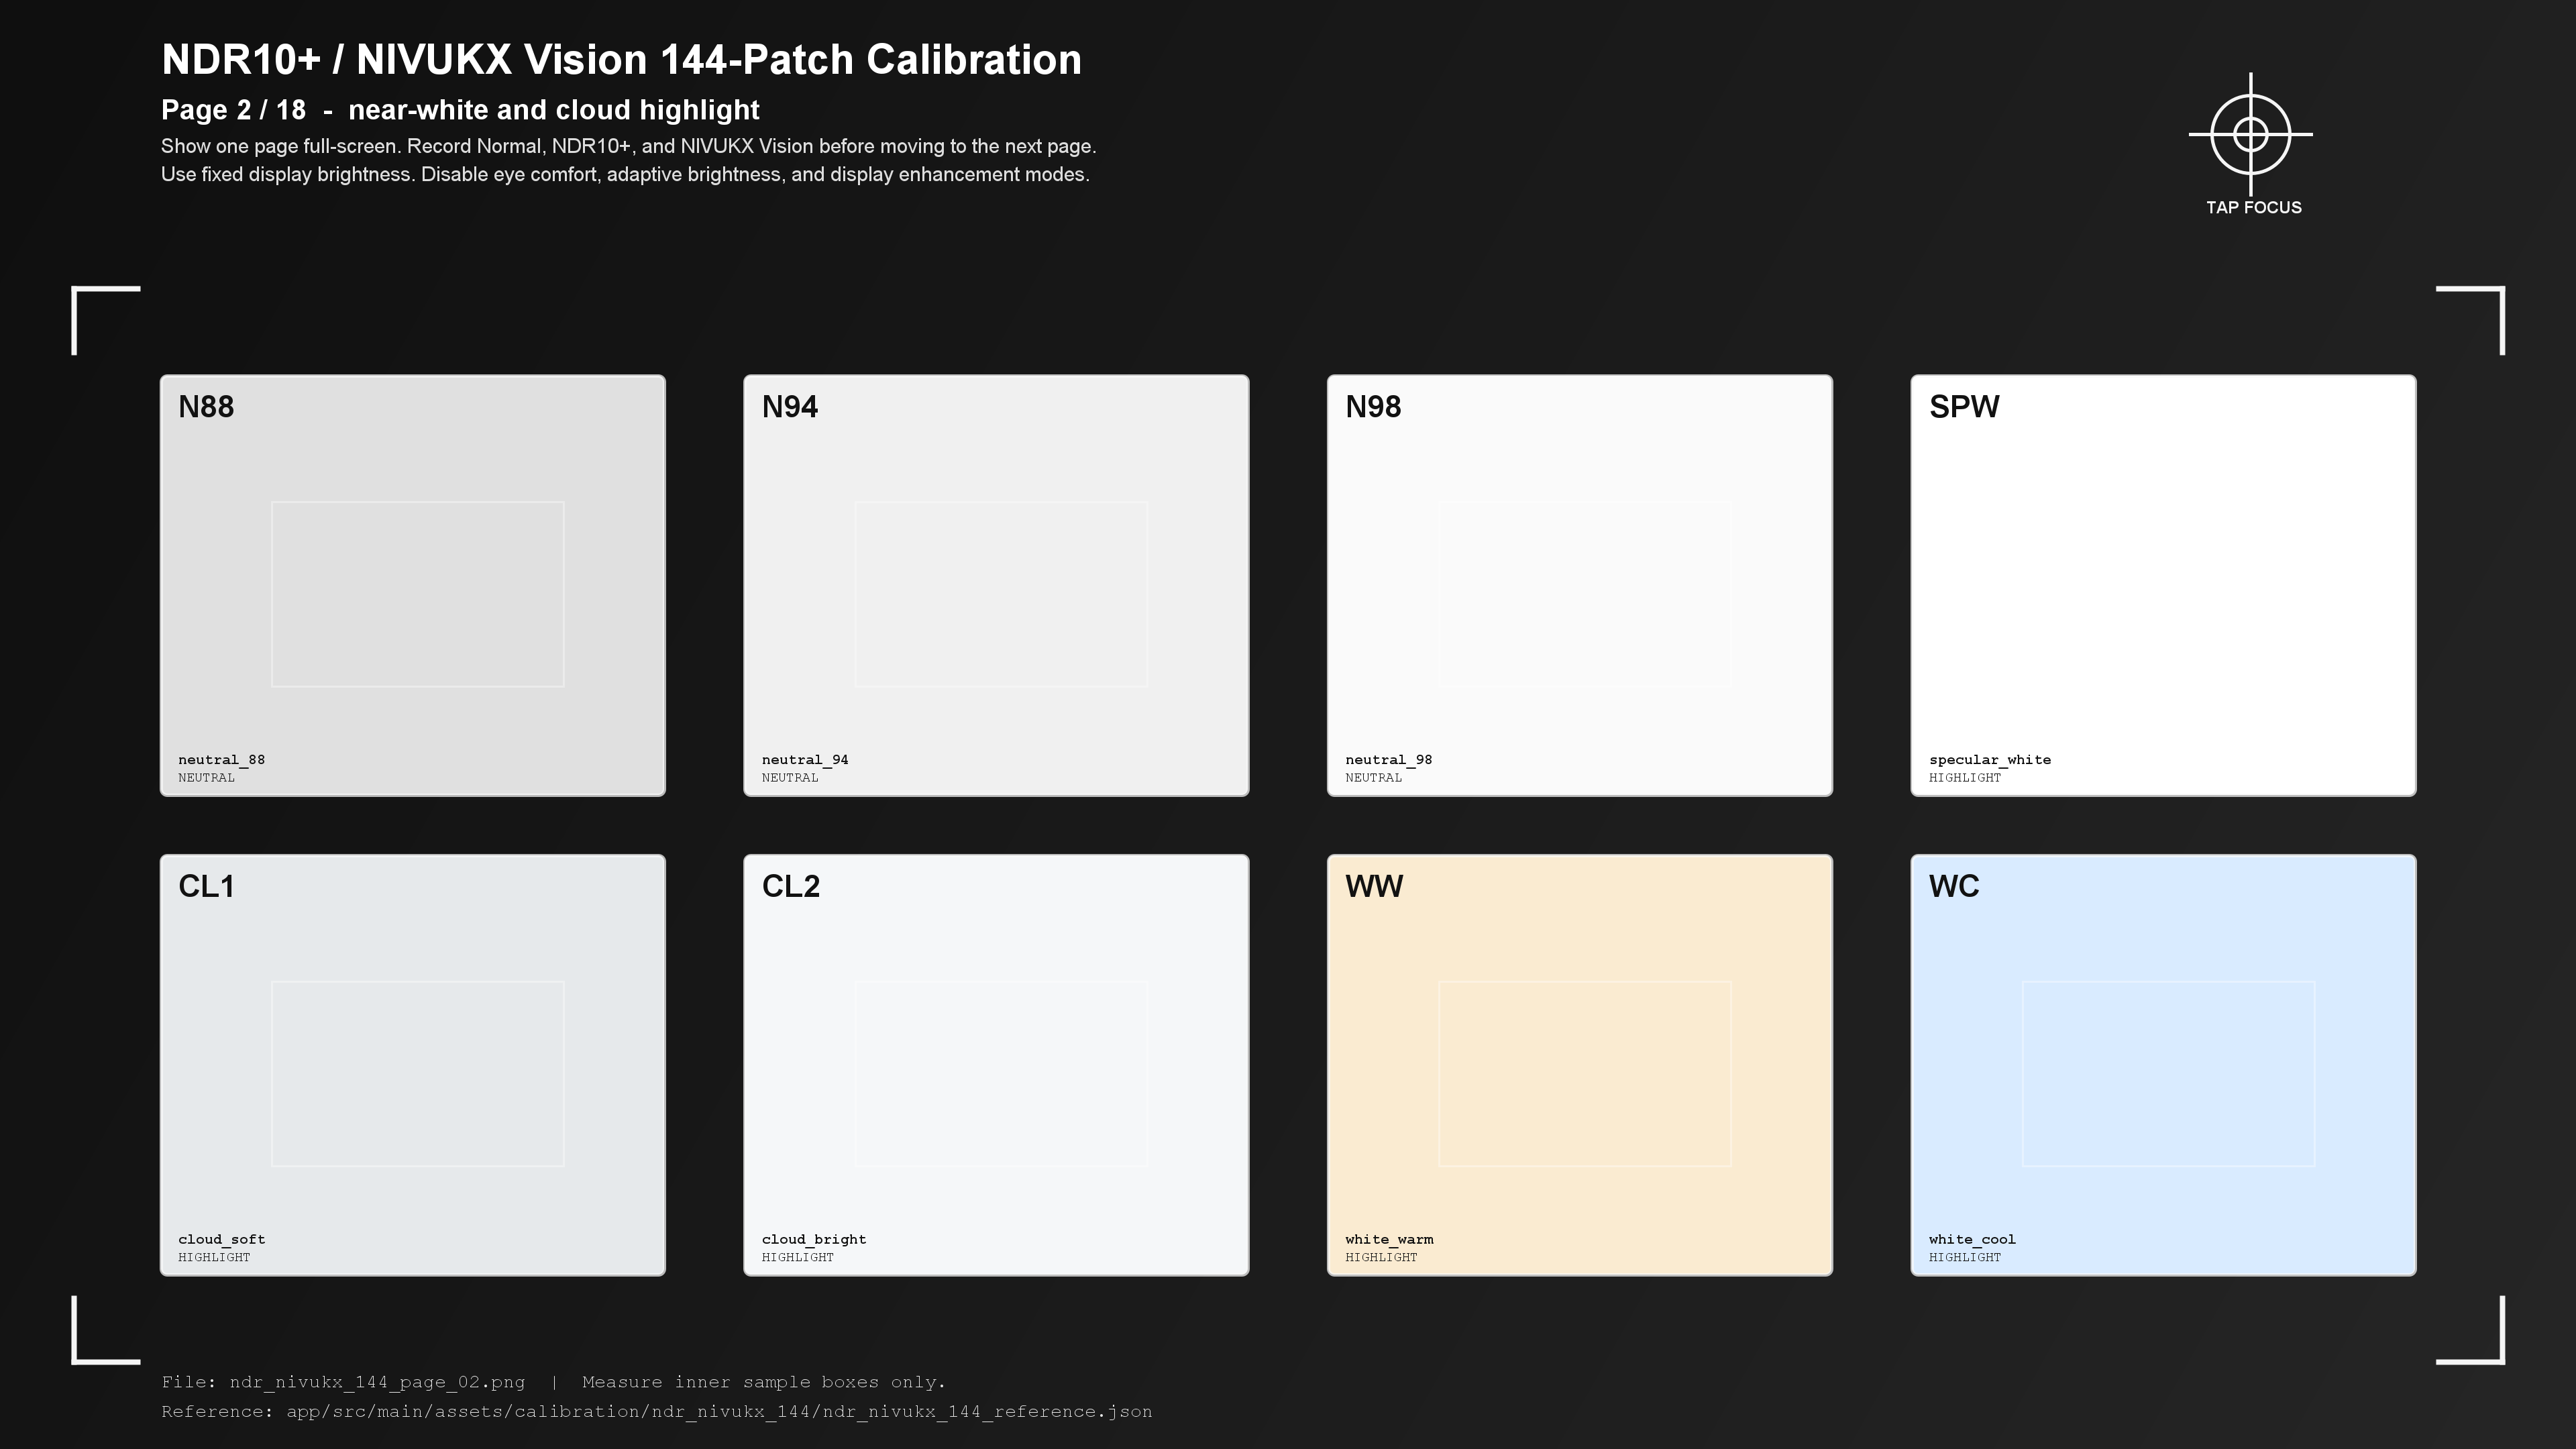 NDR10+ / NIVUKX Vision 144-Patch Calibration
Page 2 / 18 - near-white and cloud highlight
Show one page full-screen. Record Normal, NDR10+, and NIVUKX Vision before moving to the next page.
Use fixed display brightness. Disable eye comfort, adaptive brightness, and display enhancement modes.
TAP FOCUS
N88
neutral_88
NEUTRAL
N94
neutral_94
NEUTRAL
N98
neutral_98
NEUTRAL
SPW
specular_white
HIGHLIGHT
CL1
cloud_soft
HIGHLIGHT
CL2
cloud_bright
HIGHLIGHT
WW
white_warm
HIGHLIGHT
WC
white_cool
HIGHLIGHT
File: ndr_nivukx_144_page_02.png | Measure inner sample boxes only.
Reference: app/src/main/assets/calibration/ndr_nivukx_144/ndr_nivukx_144_reference.json